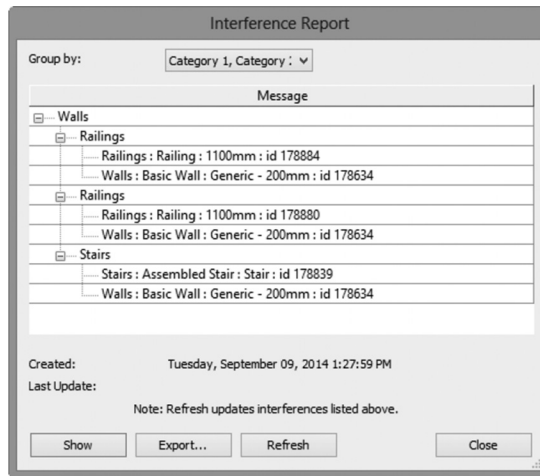 Interference Report
Group by: Category 1, Category 2
Message
Walls
Railings
Railings : Railing : 1100mm : id 178884
Walls : Basic Wall : Generic - 200mm : id 178634
Railings
Railings : Railing : 1100mm : id 178880
Walls : Basic Wall : Generic - 200mm : id 178634
Stairs
Stairs : Assembled Stair : Stair : id 178839
Walls : Basic Wall : Generic - 200mm : id 178634
Created: Tuesday, September 09, 2014 1:27:59 PM
Last Update:
Note: Refresh updates interferences listed above.
Show Export... Refresh Close